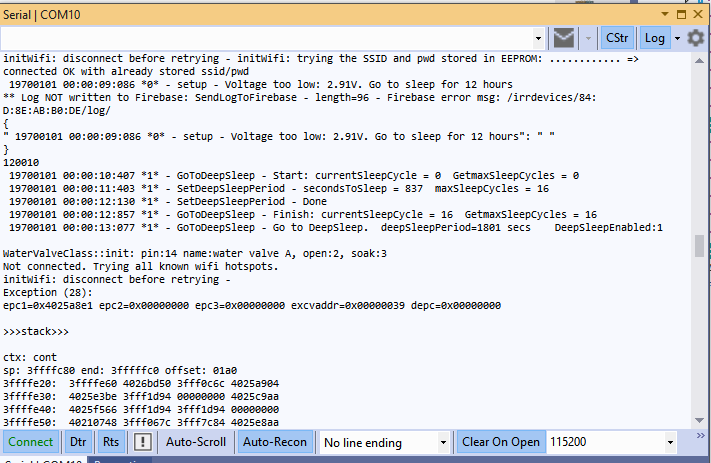 Serial | COM10
CStr
Log
initWifi: disconnect before retrying - initWifi: trying the SSID and pwd stored in EEPROM: ............ =>
connected OK with already stored ssid/pwd
19700101 00:00:09:086 *0* - setup - Voltage too low: 2.91V. Go to sleep for 12 hours
** Log NOT written to Firebase: SendLogToFirebase - length=96 - Firebase error msg: /irrdevices/84:
D:8E:AB:B0:DE/log/
{
" 19700101 00:00:09:086 *0* - setup - Voltage too low: 2.91V. Go to sleep for 12 hours": " "
}
120010
19700101 00:00:10:407 *1* - GoToDeepSleep - Start: currentSleepCycle = 0  GetmaxSleepCycles = 0
19700101 00:00:11:403 *1* - SetDeepSleepPeriod - secondsToSleep = 837  maxSleepCycles = 16
19700101 00:00:12:130 *1* - SetDeepSleepPeriod - Done
19700101 00:00:12:857 *1* - GoToDeepSleep - Finish: currentSleepCycle = 16  GetmaxSleepCycles = 16
19700101 00:00:13:077 *1* - GoToDeepSleep - Go to DeepSleep.  deepSleepPeriod=1801 secs    DeepSleepEnabled:1
WaterValveClass::init: pin:14 name:water valve A, open:2, soak:3
Not connected. Trying all known wifi hotspots.
initWifi: disconnect before retrying -
Exception (28):
epc1=0x4025a8e1 epc2=0x00000000 epc3=0x00000000 excvaddr=0x00000039 depc=0x00000000
>>>stack>>>
ctx: cont
sp: 3ffffc80 end: 3fffffc0 offset: 01a0
3ffffe20:  3ffffe60 4026bd50 3fff0c6c 4025a904
3ffffe30:  4025e3be 3fff1d94 00000000 4025c9aa
3ffffe40:  4025f566 3fff1d94 3fff1d94 00000000
3ffffe50:  40210748 3fff067c 3fff7c84 4025e8aa
Connect
Dtr
Rts
Auto-Scroll
Auto-Recon
No line ending
Clear On Open
115200
Serial | COM10